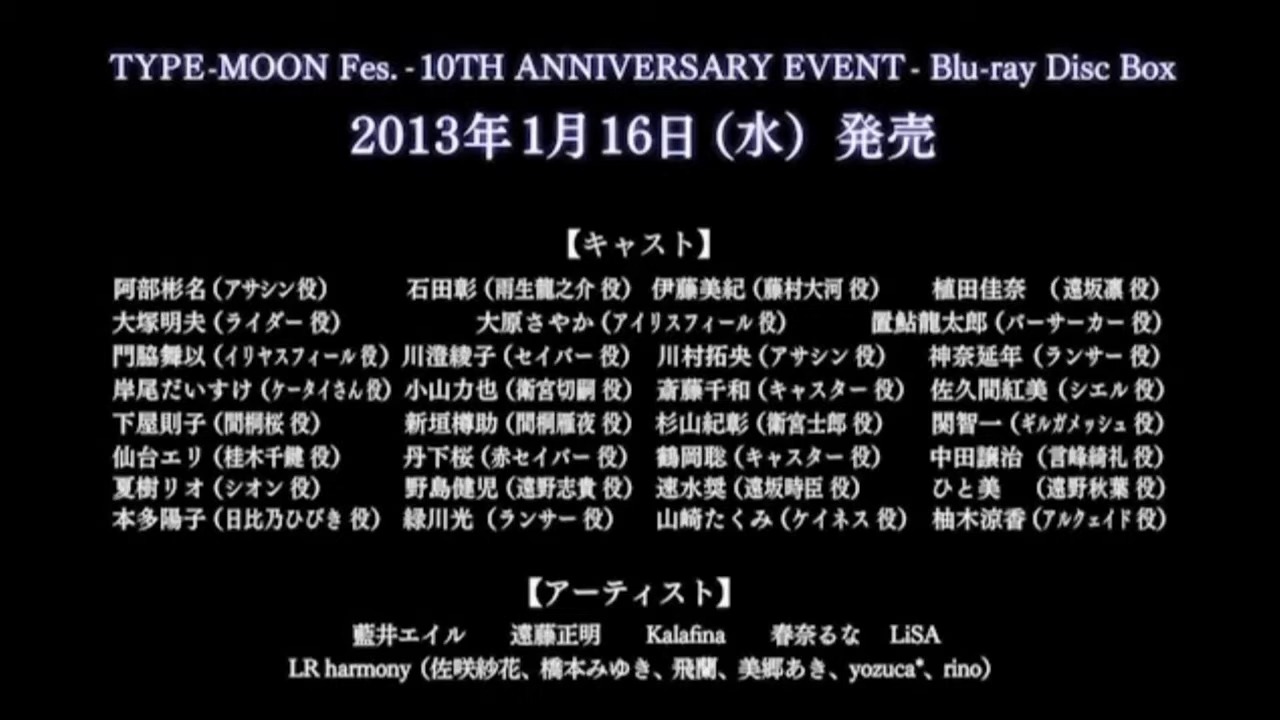 TYPE-MOON Fes. -10TH ANNIVERSARY EVENT- Blu-ray Disc Box
2013年1月16日（水）発売
【キャスト】
阿部彬名（アサシン役） 石田彰（雨生龍之介 役） 伊藤美紀（藤村大河 役） 植田佳奈 （遠坂凛 役）
大塚明夫（ライダー 役） 大原さやか（アイリスフィール 役） 置鮎龍太郎（バーサーカー 役）
門脇舞以（イリヤスフィール 役） 川澄綾子（セイバー 役） 川村拓央（アサシン 役） 神奈延年（ランサー 役）
岸尾だいすけ（ケータイさん 役） 小山力也（衛宮切嗣 役） 斎藤千和（キャスター 役） 佐久間紅美（シエル 役）
下屋則子（間桐桜 役） 新垣樽助（間桐雁夜 役） 杉山紀彰（衛宮士郎 役） 関智一（ギルガメッシュ 役）
仙台エリ（桂木千鍵 役） 丹下桜（赤セイバー 役） 鶴岡聡（キャスター 役） 中田譲治 （言峰綺礼 役）
夏樹リオ（シオン 役） 野島健児（遠野志貴 役） 速水奨（遠坂時臣 役） ひと美 （遠野秋葉 役）
本多陽子（日比乃ひびき 役） 緑川光（ランサー 役） 山崎たくみ（ケイネス 役） 柚木涼香（アルクェイド 役）
【アーティスト】
藍井エイル 遠藤正明 Kalafina 春奈るな LiSA
LR harmony（佐咲紗花、橋本みゆき、飛蘭、美郷あき、yozuca*、rino）